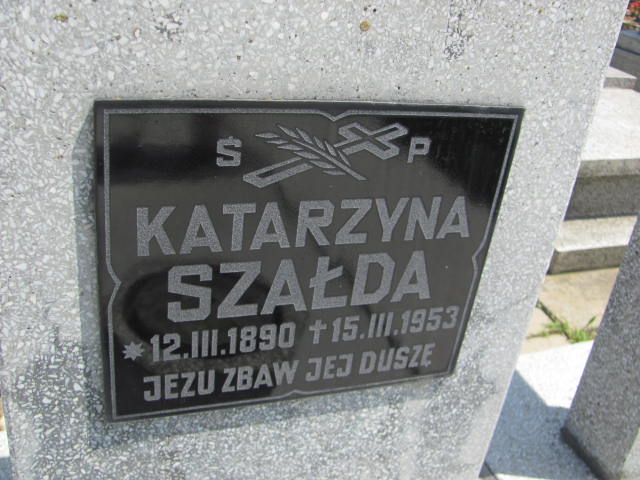 Ś P
KATARZYNA
SZAŁDA
*12.III.1890 †15.III.1953
JEZU ZBAW JEJ DUSZĘ